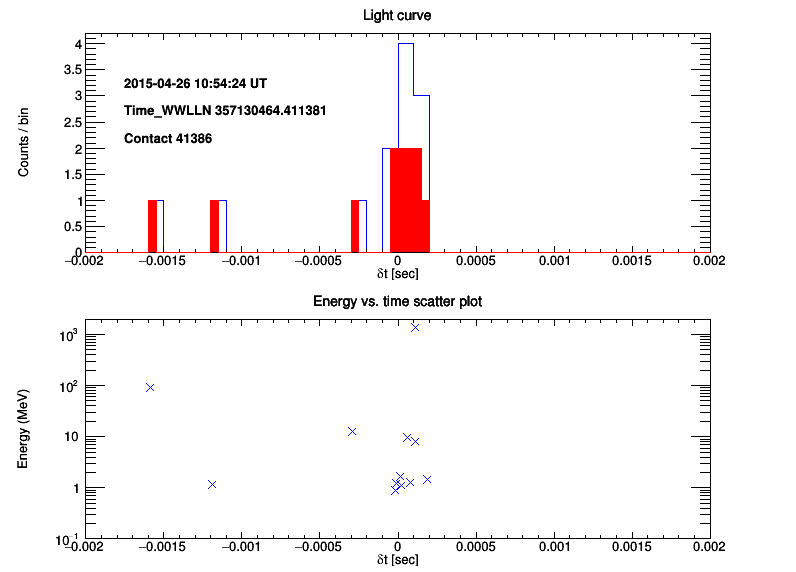 Light curve
4
3.5
3
2.5
2
1.5
1
0.5
0
Counts / bin
2015-04-26 10:54:24 UT
Time_WWLLN 357130464.411381
Contact 41386
−0.002 −0.0015 −0.001 −0.0005 0 0.0005 0.001 0.0015 0.002
δt [sec]
Energy vs. time scatter plot
10³
10²
10
1
10⁻¹
Energy (MeV)
−0.002 −0.0015 −0.001 −0.0005 0 0.0005 0.001 0.0015 0.002
δt [sec]